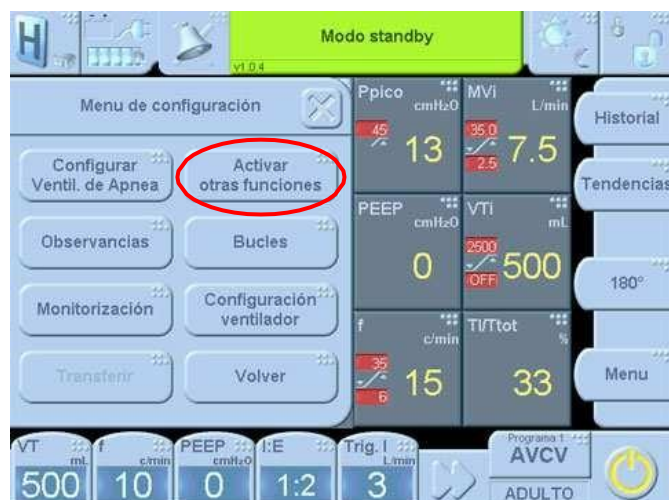 H
Modo standby
v1.0.4
Menu de configuración
Configurar
Ventil. de Apnea
Activar
otras funciones
Observancias
Bucles
Monitorización
Configuración
ventilador
Transferir
Volver
Ppico
cmH2O
45
13
MVi
L/min
35.0
2.5
7.5
PEEP
cmH2O
0
VTi
mL
2500
OFF
500
f
c/min
35
6
15
TI/Ttot
%
33
Historial
Tendencias
180°
Menu
VT
mL
500
f
c/min
10
PEEP
cmH2O
0
I:E
1:2
Trig. I
L/min
3
Programa 1
AVCV
ADULTO